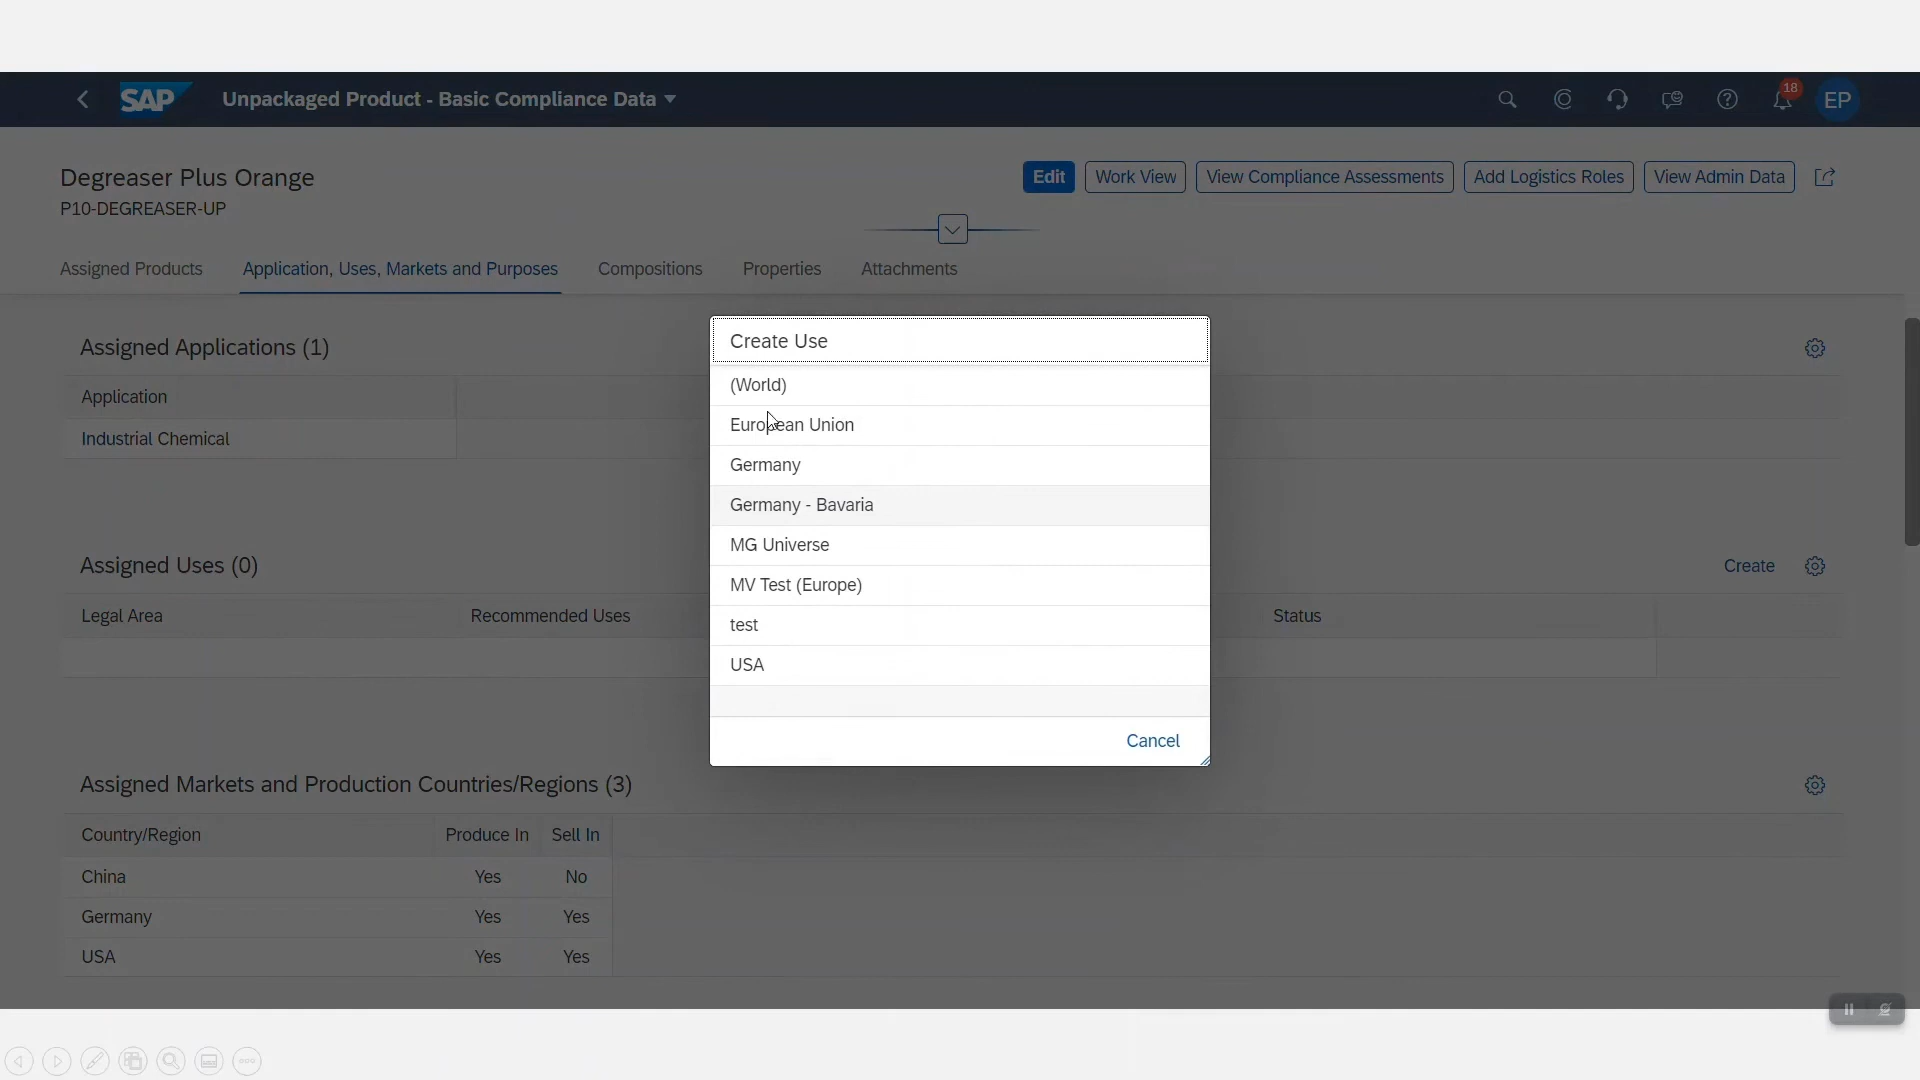 SAP Unpackaged Product - Basic Compliance Data
18
EP
Degreaser Plus Orange
P10-DEGREASER-UP
Edit Work View View Compliance Assessments Add Logistics Roles View Admin Data
Assigned Products Application, Uses, Markets and Purposes Compositions Properties Attachments
Assigned Applications (1)
Application
Industrial Chemical
Create Use
(World)
European Union
Germany
Germany - Bavaria
MG Universe
MV Test (Europe)
test
USA
Cancel
Assigned Uses (0)
Create
Legal Area Recommended Uses Status
Assigned Markets and Production Countries/Regions (3)
Country/Region Produce In Sell In
China Yes No
Germany Yes Yes
USA Yes Yes